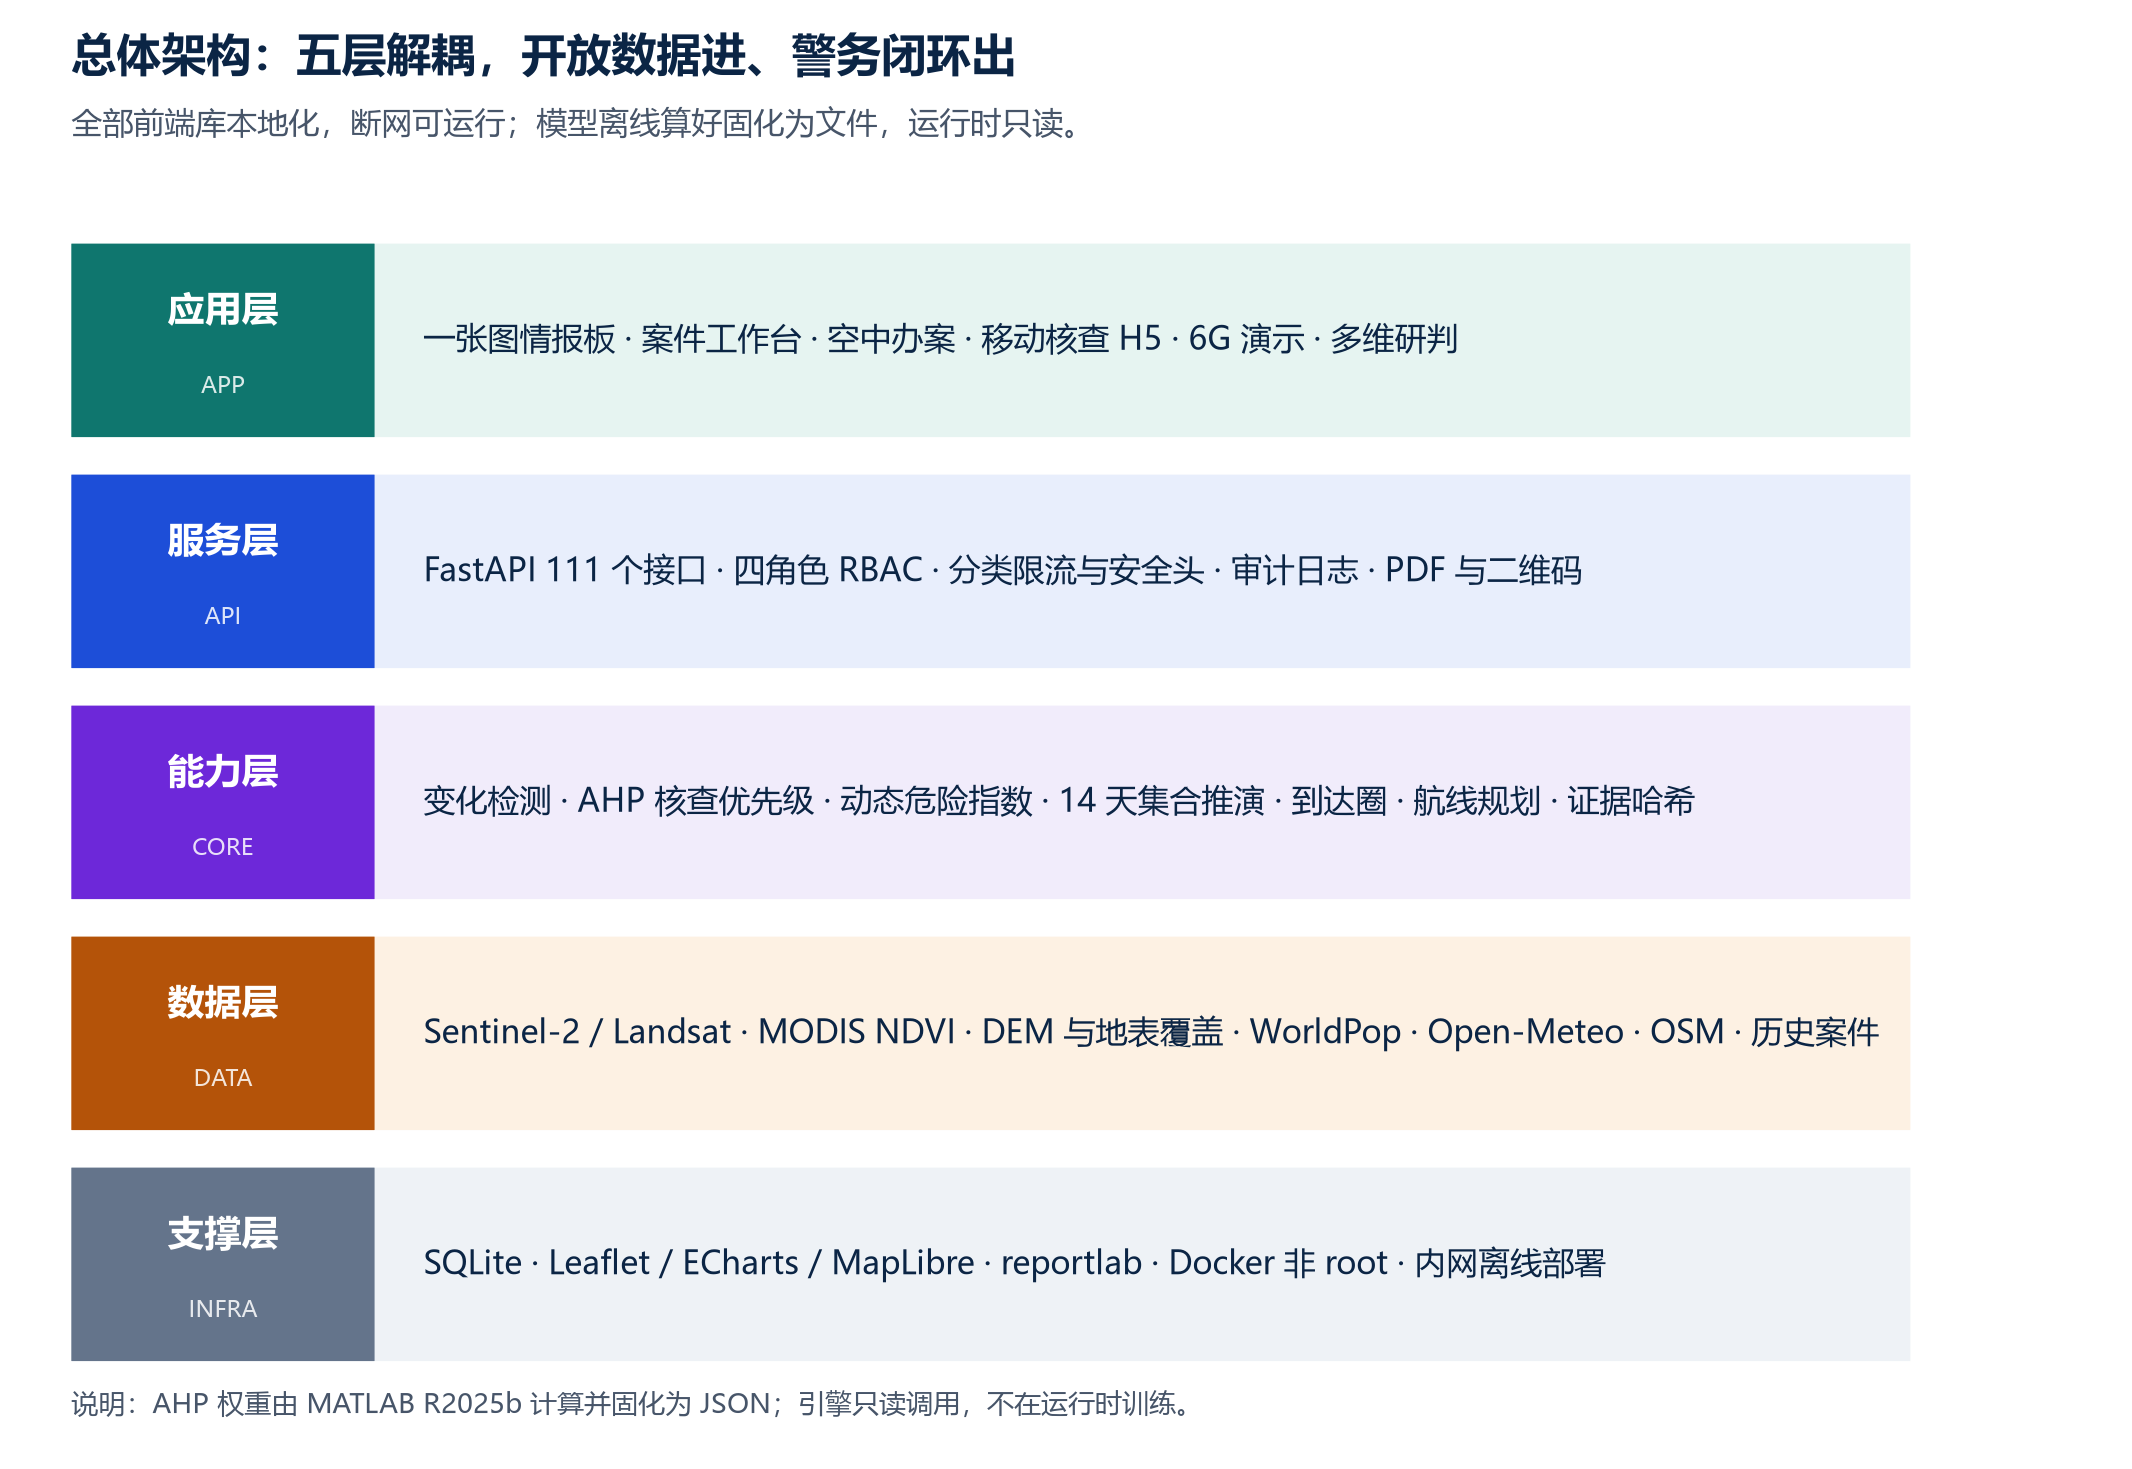 总体架构：五层解耦，开放数据进、警务闭环出
全部前端库本地化，断网可运行；模型离线算好固化为文件，运行时只读。
应用层
APP
一张图情报板 · 案件工作台 · 空中办案 · 移动核查 H5 · 6G 演示 · 多维研判
服务层
API
FastAPI 111 个接口 · 四角色 RBAC · 分类限流与安全头 · 审计日志 · PDF 与二维码
能力层
CORE
变化检测 · AHP 核查优先级 · 动态危险指数 · 14 天集合推演 · 到达圈 · 航线规划 · 证据哈希
数据层
DATA
Sentinel-2 / Landsat · MODIS NDVI · DEM 与地表覆盖 · WorldPop · Open-Meteo · OSM · 历史案件
支撑层
INFRA
SQLite · Leaflet / ECharts / MapLibre · reportlab · Docker 非 root · 内网离线部署
说明：AHP 权重由 MATLAB R2025b 计算并固化为 JSON；引擎只读调用，不在运行时训练。